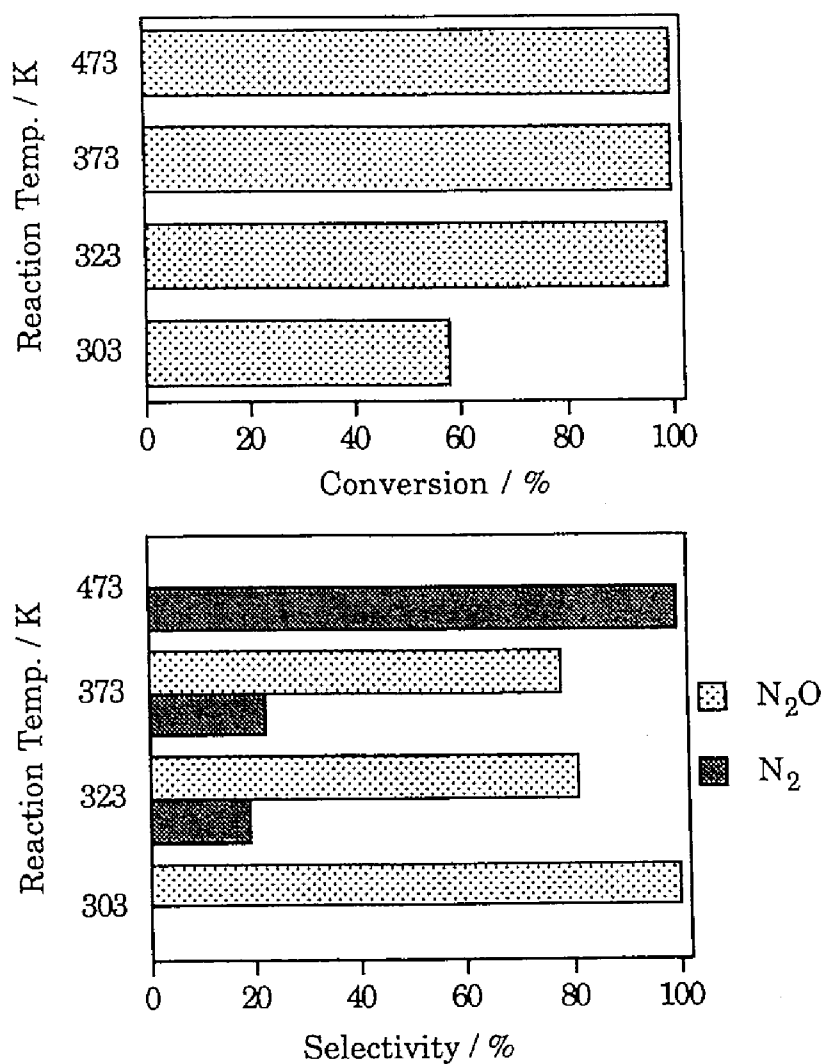 Reaction Temp. / K
473
373
323
303
0 20 40 60 80 100
Conversion / %
Reaction Temp. / K
473
373
323
303
N₂O
N₂
0 20 40 60 80 100
Selectivity / %